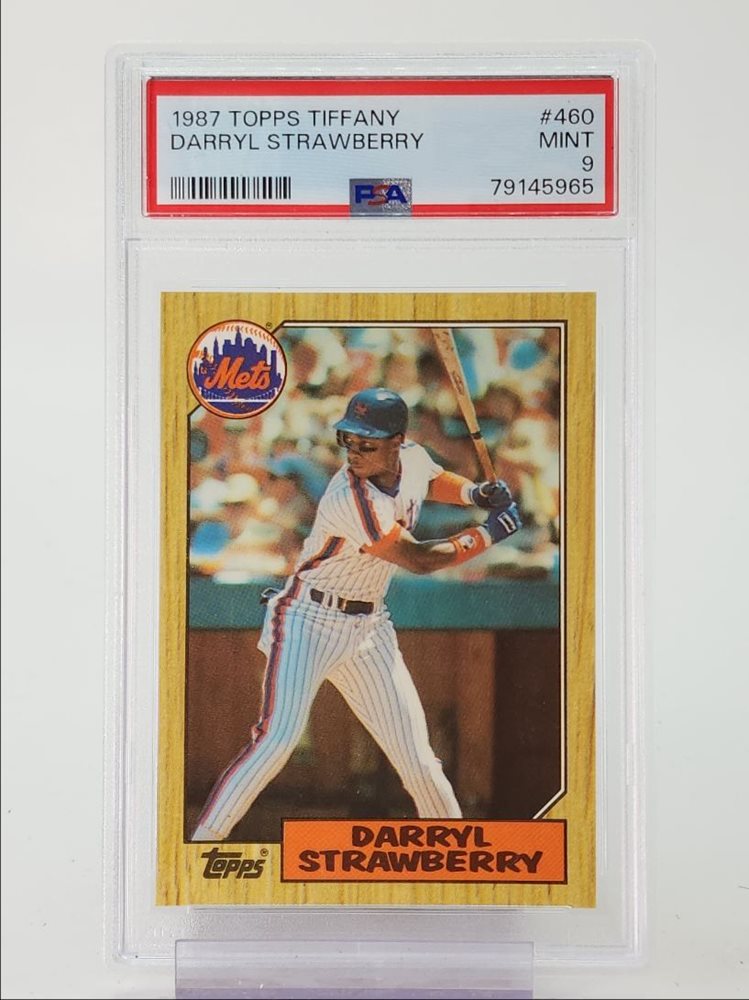 1987 TOPPS TIFFANY #460
DARRYL STRAWBERRY MINT
9
PSA 79145965
Mets
topps®
DARRYL
STRAWBERRY